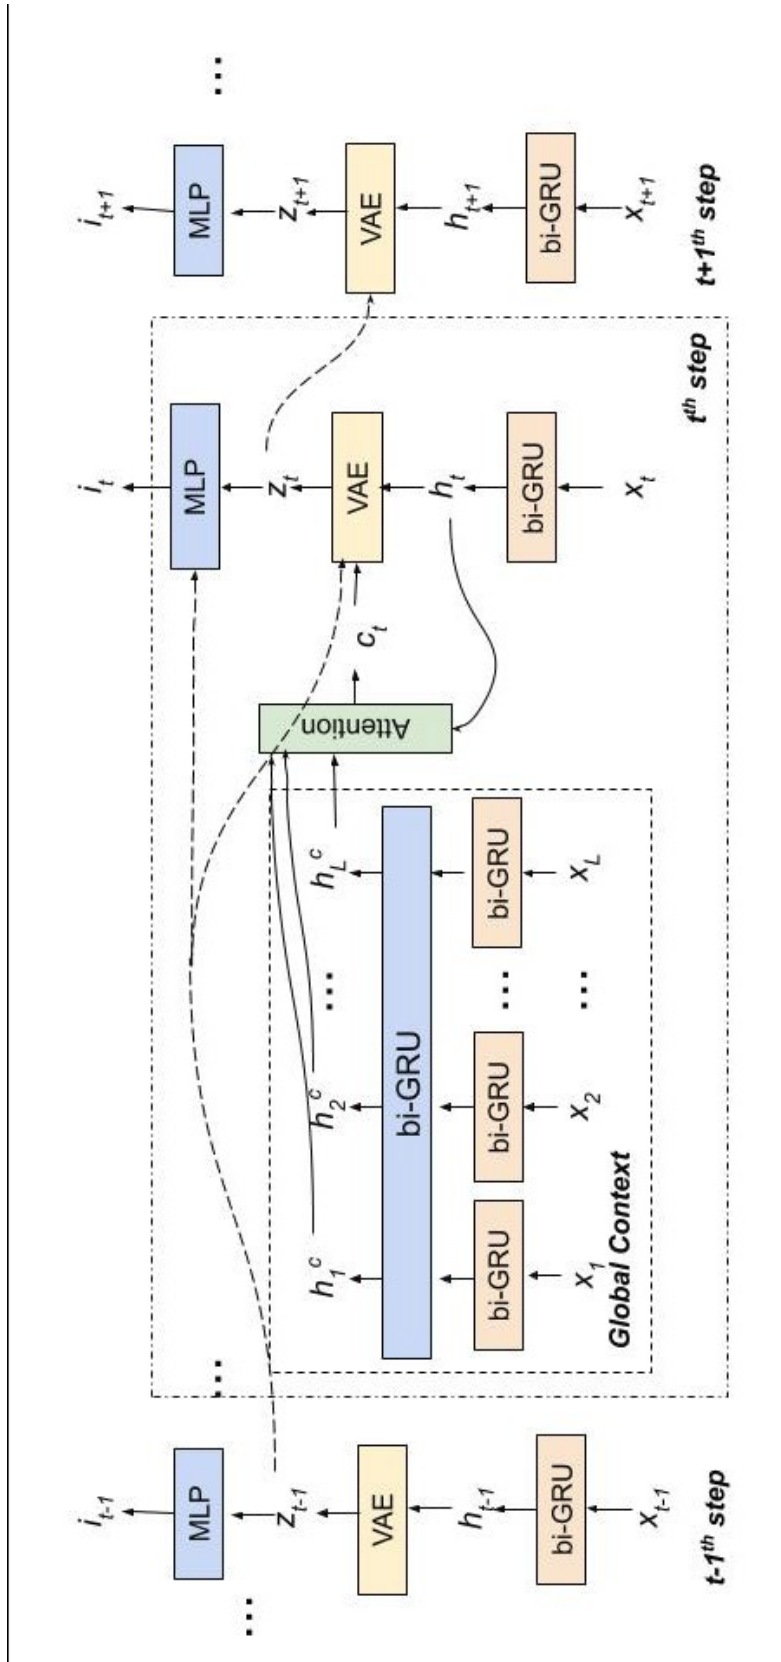 i_{t-1}
MLP
z_{t-1}
VAE
h_{t-1}
bi-GRU
x_{t-1}
t-1^{th} step
...
...
h_1^c
h_2^c
...
h_L^c
bi-GRU
bi-GRU
bi-GRU
...
bi-GRU
x_1
x_2
...
x_L
Global Context
Attention
c_t
i_t
MLP
z_t
VAE
h_t
bi-GRU
x_t
t^{th} step
i_{t+1}
MLP
z_{t+1}
VAE
h_{t+1}
bi-GRU
x_{t+1}
t+1^{th} step
...